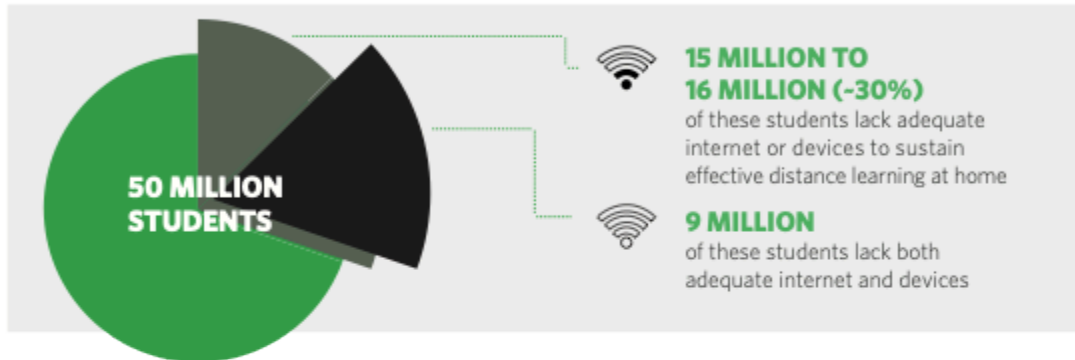 50 MILLION
STUDENTS
15 MILLION TO
16 MILLION (~30%)
of these students lack adequate
internet or devices to sustain
effective distance learning at home
9 MILLION
of these students lack both
adequate internet and devices